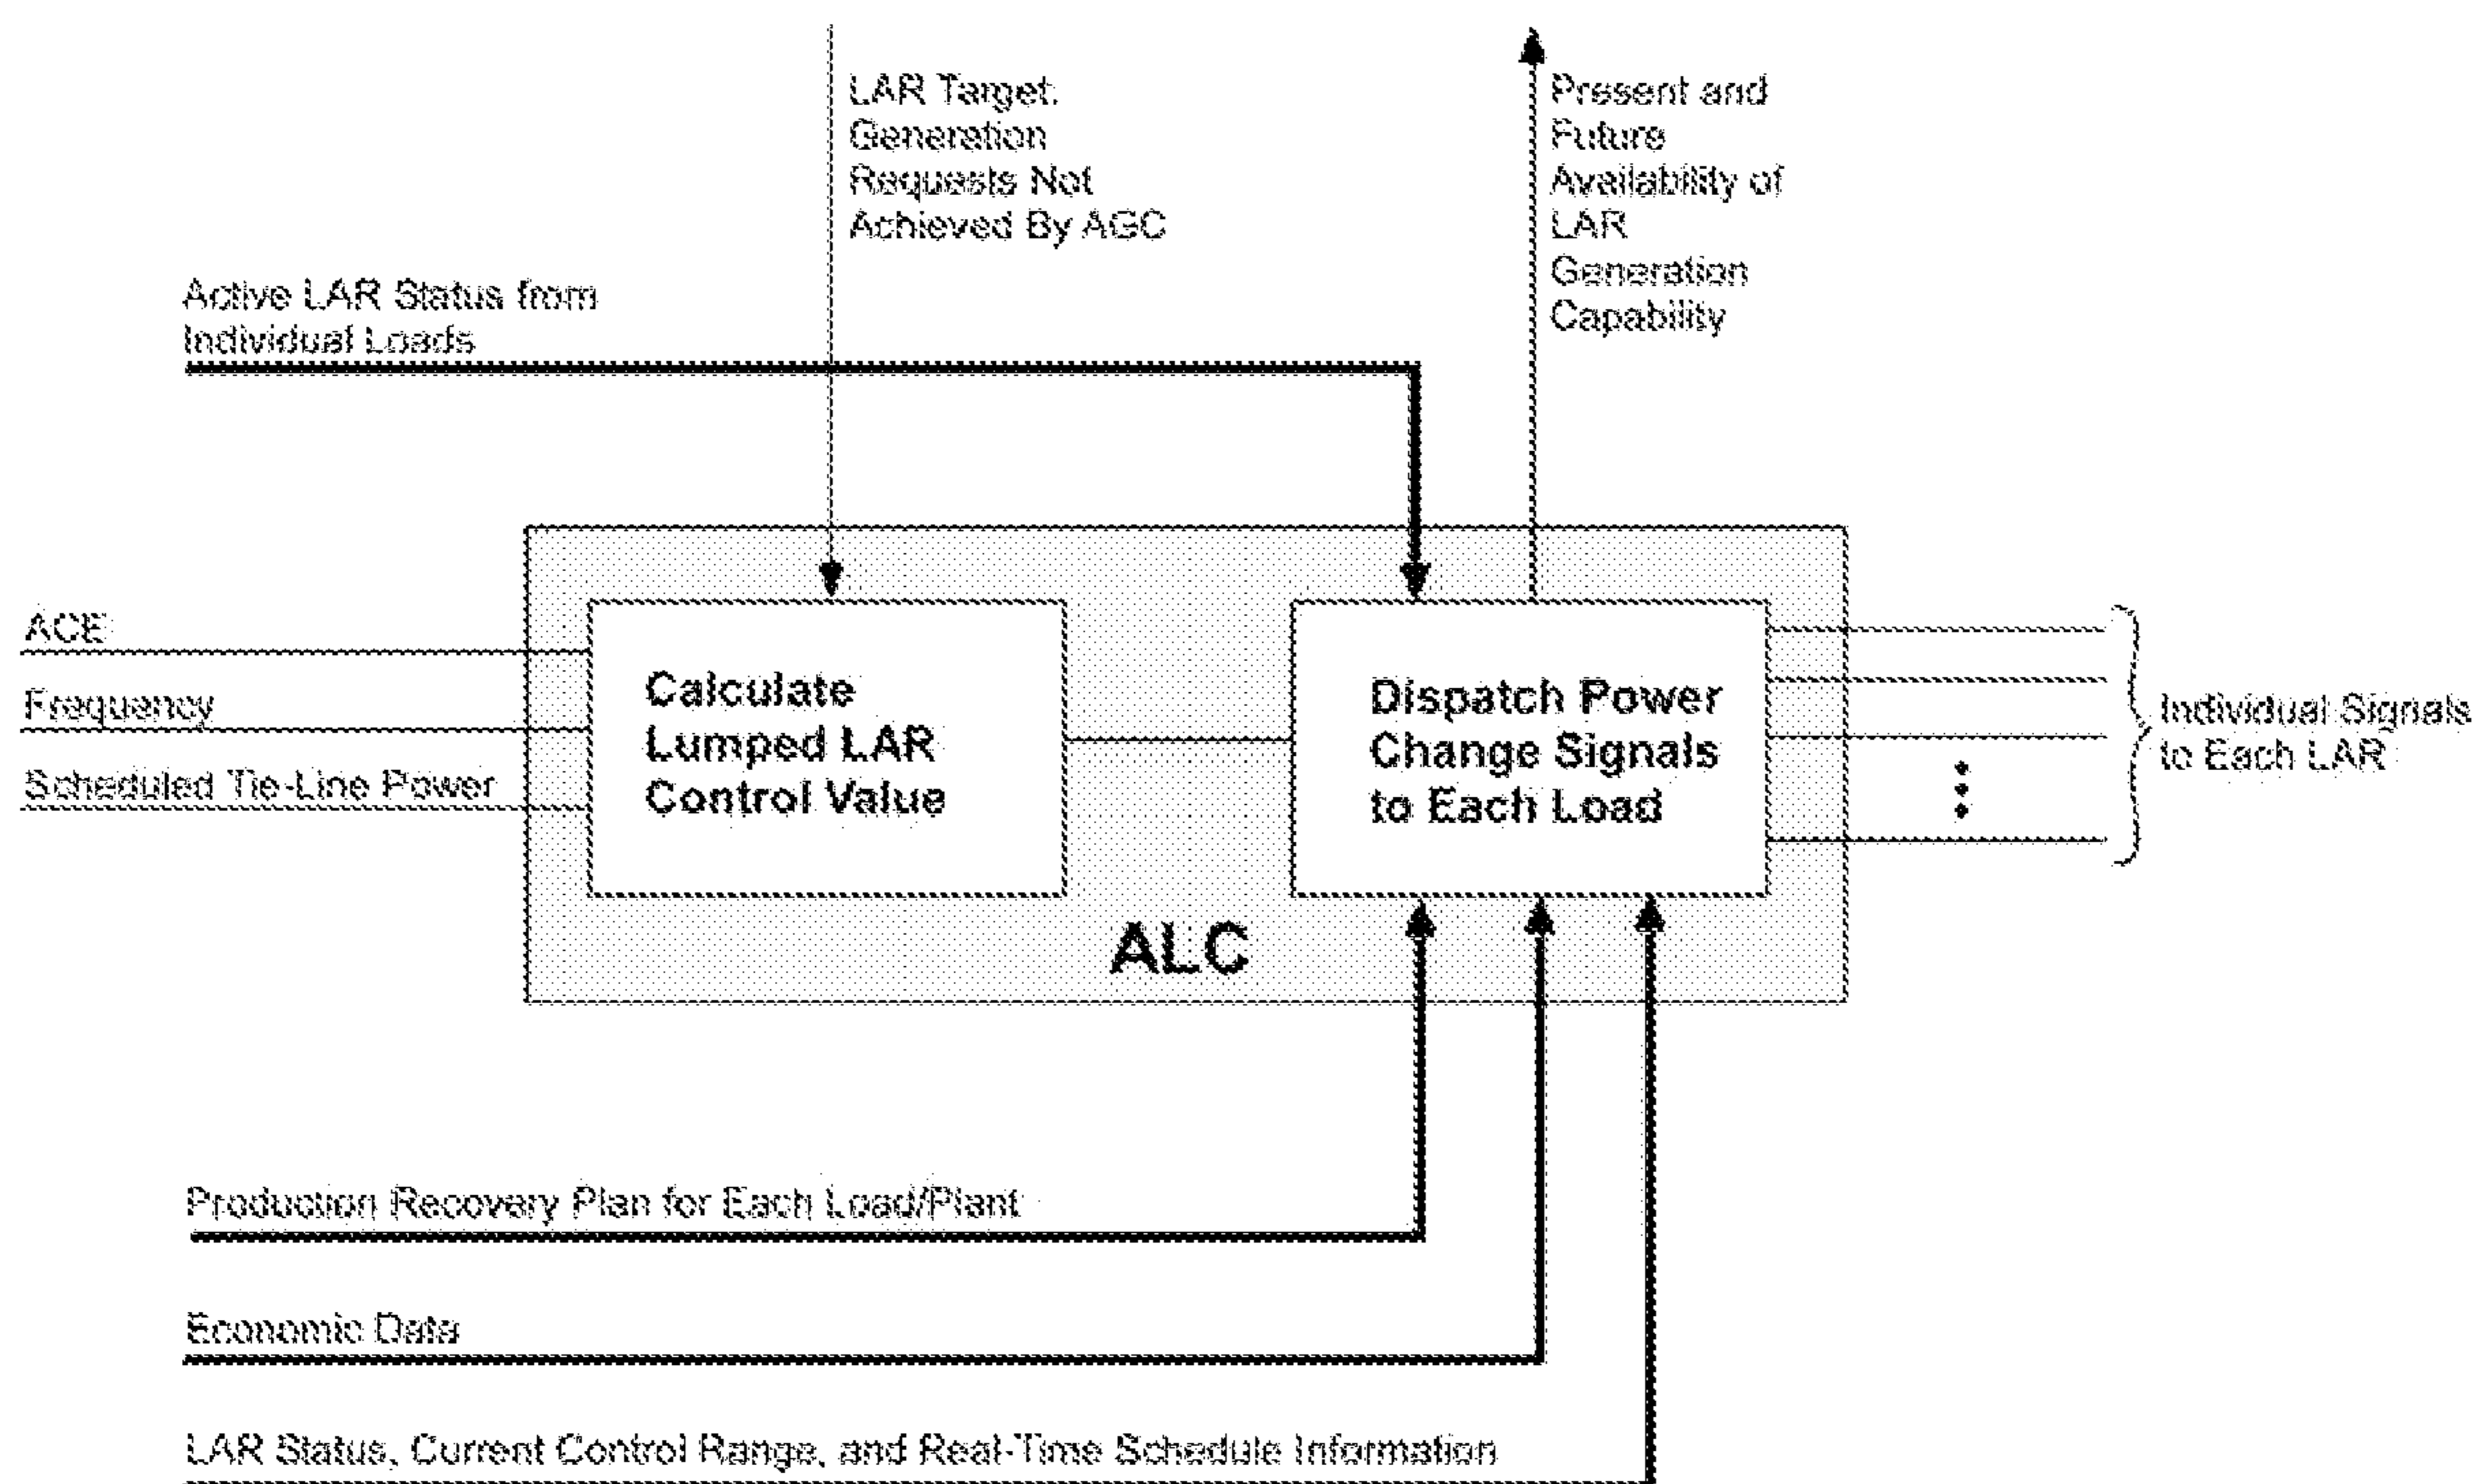 LAR Target:
Generation
Requests Not
Achieved By AGC
Present and
Future
Availability of
LAR
Generation
Capability
Active LAR Status from
Individual Loads
ACE
Frequency
Scheduled Tie-Line Power
Calculate
Lumped LAR
Control Value
Dispatch Power
Change Signals
to Each Load
Individual Signals
to Each LAR
ALC
Production Recovery Plan for Each Load/Plant
Economic Data
LAR Status, Current Control Range, and Real-Time Schedule Information